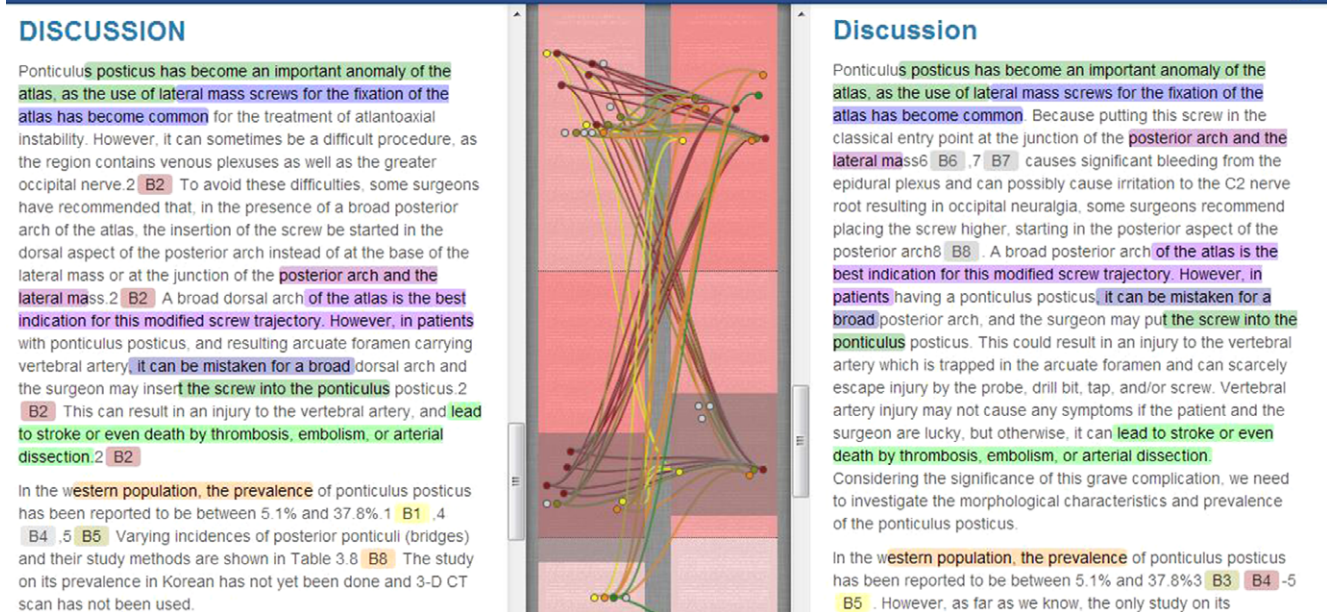 DISCUSSION
Ponticulus posticus has become an important anomaly of the
atlas, as the use of lateral mass screws for the fixation of the
atlas has become common for the treatment of atlantoaxial
instability. However, it can sometimes be a difficult procedure, as
the region contains venous plexuses as well as the greater
occipital nerve.2 B2 To avoid these difficulties, some surgeons
have recommended that, in the presence of a broad posterior
arch of the atlas, the insertion of the screw be started in the
dorsal aspect of the posterior arch instead of at the base of the
lateral mass or at the junction of the posterior arch and the
lateral mass.2 B2 A broad dorsal arch of the atlas is the best
indication for this modified screw trajectory. However, in patients
with ponticulus posticus, and resulting arcuate foramen carrying
vertebral artery, it can be mistaken for a broad dorsal arch and
the surgeon may insert the screw into the ponticulus posticus.2
B2 This can result in an injury to the vertebral artery, and lead
to stroke or even death by thrombosis, embolism, or arterial
dissection.2 B2
In the western population, the prevalence of ponticulus posticus
has been reported to be between 5.1% and 37.8%.1 B1 ,4
B4 ,5 B5 Varying incidences of posterior ponticuli (bridges)
and their study methods are shown in Table 3.8 B8 The study
on its prevalence in Korean has not yet been done and 3-D CT
scan has not been used.
Discussion
Ponticulus posticus has become an important anomaly of the
atlas, as the use of lateral mass screws for the fixation of the
atlas has become common. Because putting this screw in the
classical entry point at the junction of the posterior arch and the
lateral mass6 B6 ,7 B7 causes significant bleeding from the
epidural plexus and can possibly cause irritation to the C2 nerve
root resulting in occipital neuralgia, some surgeons recommend
placing the screw higher, starting in the posterior aspect of the
posterior arch8 B8 . A broad posterior arch of the atlas is the
best indication for this modified screw trajectory. However, in
patients having a ponticulus posticus, it can be mistaken for a
broad posterior arch, and the surgeon may put the screw into the
ponticulus posticus. This could result in an injury to the vertebral
artery which is trapped in the arcuate foramen and can scarcely
escape injury by the probe, drill bit, tap, and/or screw. Vertebral
artery injury may not cause any symptoms if the patient and the
surgeon are lucky, but otherwise, it can lead to stroke or even
death by thrombosis, embolism, or arterial dissection.
Considering the significance of this grave complication, we need
to investigate the morphological characteristics and prevalence
of the ponticulus posticus.
In the western population, the prevalence of ponticulus posticus
has been reported to be between 5.1% and 37.8%3 B3 B4 -5
B5 . However, as far as we know, the only study on its